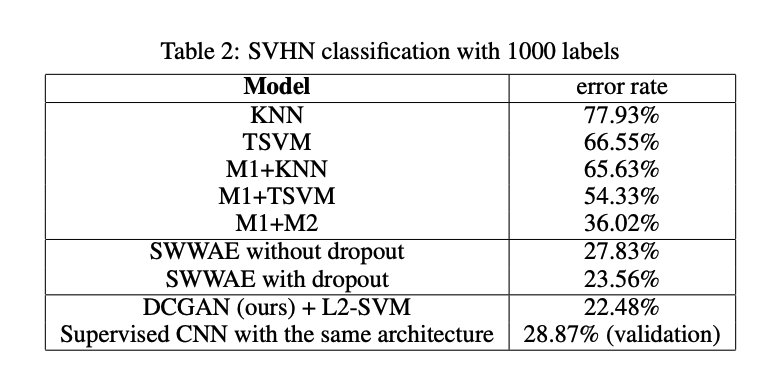 Table 2: SVHN classification with 1000 labels
Model error rate
KNN 77.93%
TSVM 66.55%
M1+KNN 65.63%
M1+TSVM 54.33%
M1+M2 36.02%
SWWAE without dropout 27.83%
SWWAE with dropout 23.56%
DCGAN (ours) + L2-SVM 22.48%
Supervised CNN with the same architecture 28.87% (validation)